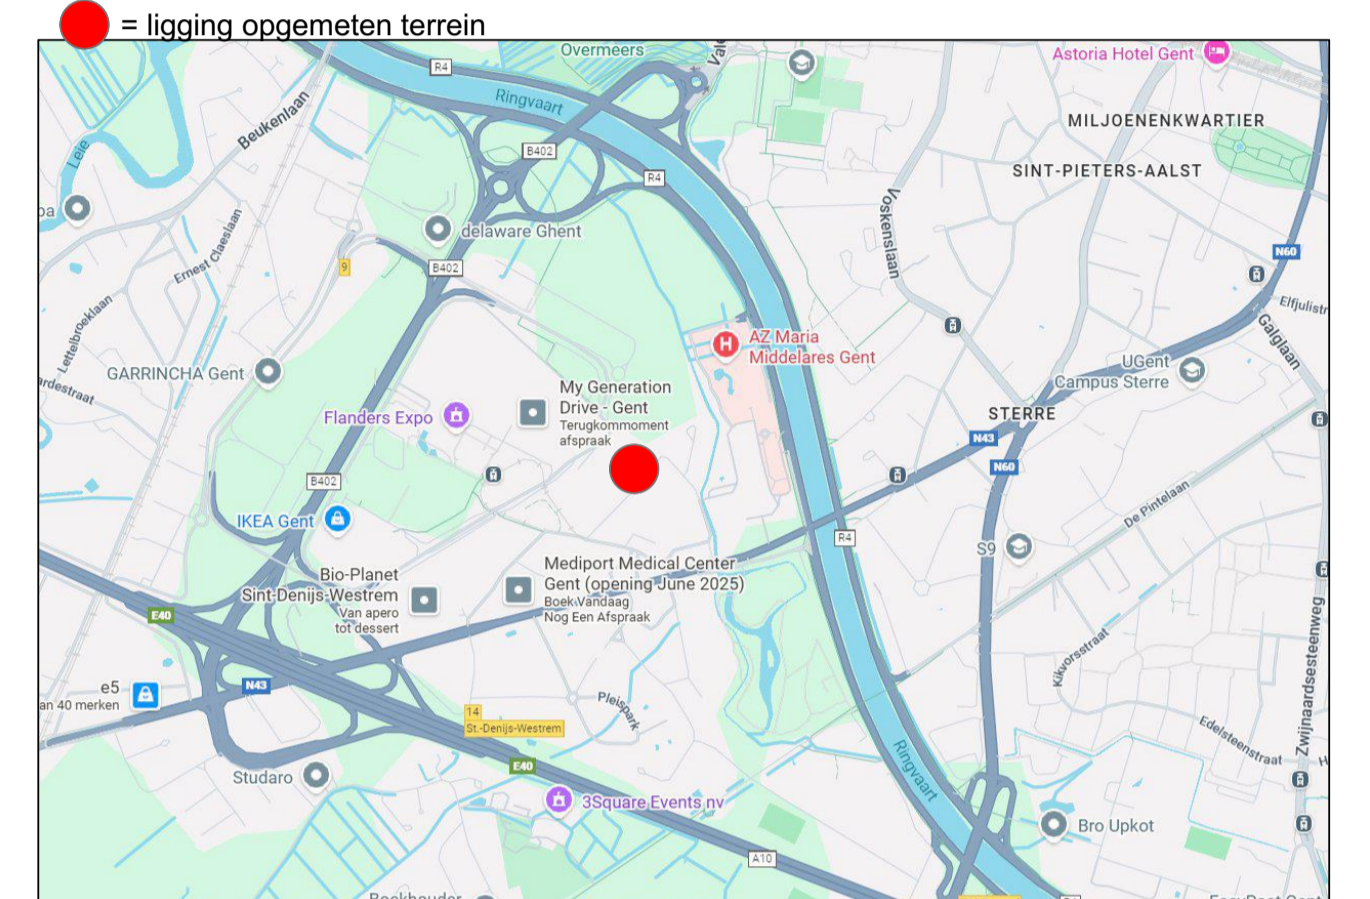 = ligging opgemeten terrein
Overmeers
R4
Astoria Hotel Gent
Ringvaart
Beukenlaan
MILJOENENKWARTIER
B402
Leie
SINT-PIETERS-AALST
R4
Voskenslaan
Ernest Claeslaan
delaware Ghent
N60
9
B402
Elfjulistr
Lettelbroeklaan
Galglaan
AZ Maria
Middelares Gent
UGent
Campus Sterre
GARRINCHA Gent
My Generation
Drive - Gent
Terugkommoment
afspraak
Flanders Expo
STERRE
N43
N60
B402
De Pintelaan
IKEA Gent
R4
S9
Mediport Medical Center
Gent (opening June 2025)
Boek Vandaag
Nog Een Afspraak
Bio-Planet
Sint-Denijs-Westrem
Van apero
tot dessert
E40
Kikvorsstraat
Zwijnaardsesteenweg
N43
e5
an 40 merken
Pleispark
14
St.-Denijs-Westrem
Edelsteenstraat
E40
Ringvaart
Studaro
3Square Events nv
Bro Upkot
A10